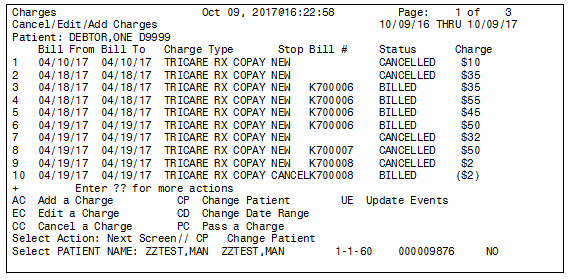 Charges Oct 09, 2017@16:22:58 Page: 1 of 3
Cancel/Edit/Add Charges 10/09/16 THRU 10/09/17
Patient: DEBTOR,ONE D9999
Bill From Bill To Charge Type Stop Bill # Status Charge
1 04/10/17 04/10/17 TRICARE RX COPAY NEW CANCELLED $10
2 04/18/17 04/18/17 TRICARE RX COPAY NEW CANCELLED $35
3 04/18/17 04/18/17 TRICARE RX COPAY NEW K700006 BILLED $35
4 04/18/17 04/18/17 TRICARE RX COPAY NEW K700006 BILLED $55
5 04/18/17 04/18/17 TRICARE RX COPAY NEW K700006 BILLED $45
6 04/19/17 04/19/17 TRICARE RX COPAY NEW K700006 BILLED $50
7 04/19/17 04/19/17 TRICARE RX COPAY NEW CANCELLED $32
8 04/19/17 04/19/17 TRICARE RX COPAY NEW K700007 CANCELLED $50
9 04/19/17 04/19/17 TRICARE RX COPAY NEW K700008 CANCELLED $2
10 04/19/17 04/19/17 TRICARE RX COPAY CANCELK700008 BILLED ($2)
+ Enter ?? for more actions
AC Add a Charge CP Change Patient UE Update Events
EC Edit a Charge CD Change Date Range
CC Cancel a Charge PC Pass a Charge
Select Action: Next Screen// CP Change Patient
Select PATIENT NAME: ZZTEST,MAN ZZTEST,MAN 1-1-60 000009876 NO